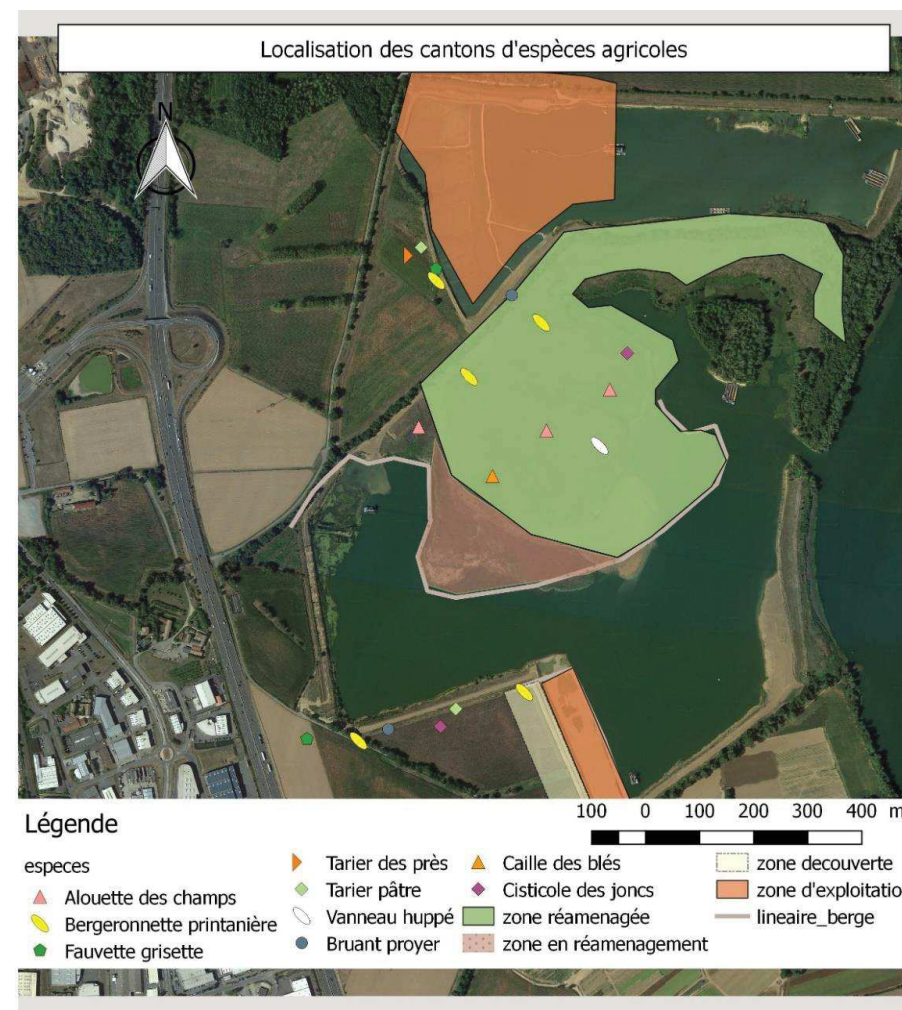 Localisation des cantons d'espèces agricoles
N
100 0 100 200 300 400 m
Légende
especes
Alouette des champs
Bergeronnette printanière
Fauvette grisette
Tarier des près
Tarier pâtre
Vanneau huppé
Bruant proyer
Caille des blés
Cisticole des joncs
zone réamenagée
zone en réamenagement
zone decouverte
zone d'exploitatio
lineaire_berge